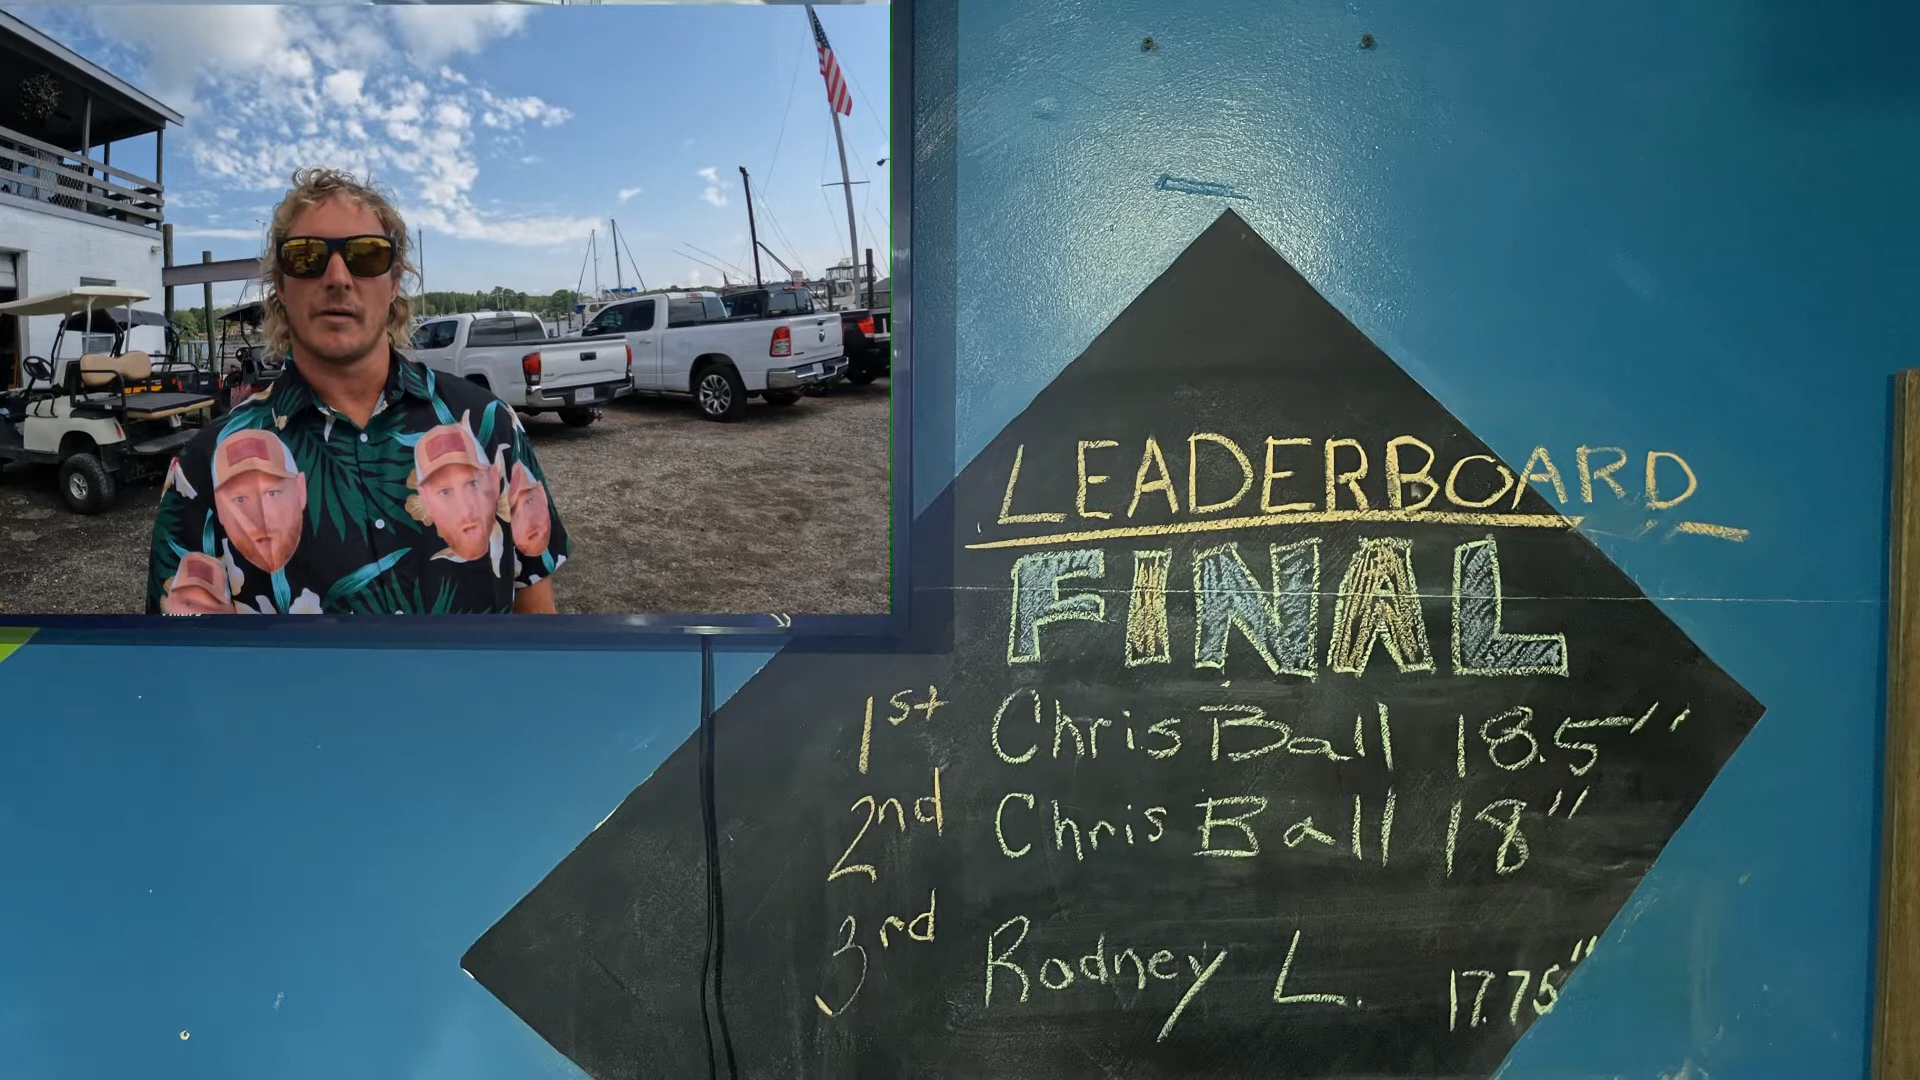 LEADERBOARD
FINAL
1st Chris Ball 18.5"
2nd Chris Ball 18"
3rd Rodney L. 17.75"